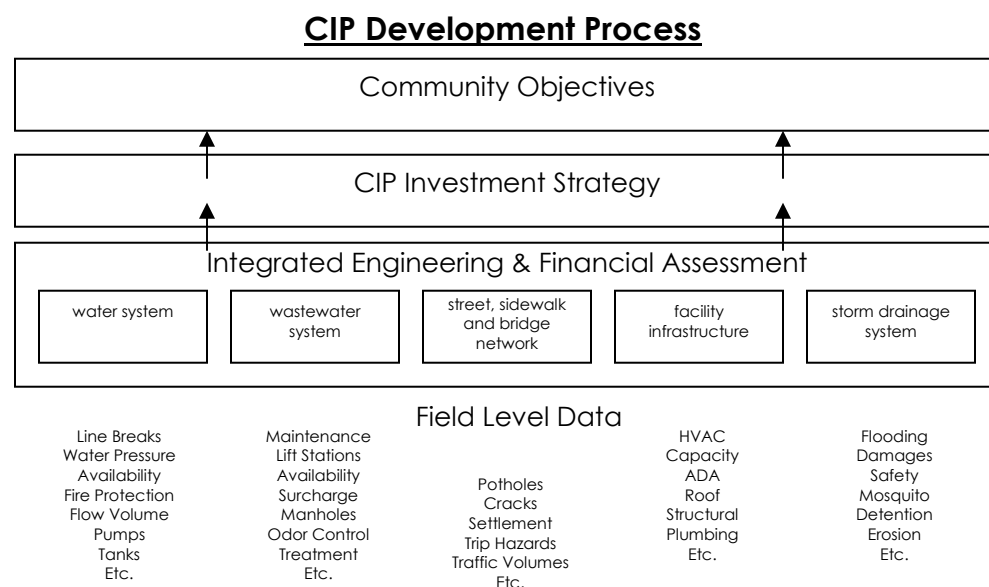 CIP Development Process
Community Objectives
CIP Investment Strategy
Integrated Engineering & Financial Assessment
water system
wastewater
system
street, sidewalk
and bridge
network
facility
infrastructure
storm drainage
system
Field Level Data
Line Breaks
Water Pressure
Availability
Fire Protection
Flow Volume
Pumps
Tanks
Etc.
Maintenance
Lift Stations
Availability
Surcharge
Manholes
Odor Control
Treatment
Etc.
Potholes
Cracks
Settlement
Trip Hazards
Traffic Volumes
Etc.
HVAC
Capacity
ADA
Roof
Structural
Plumbing
Etc.
Flooding
Damages
Safety
Mosquito
Detention
Erosion
Etc.